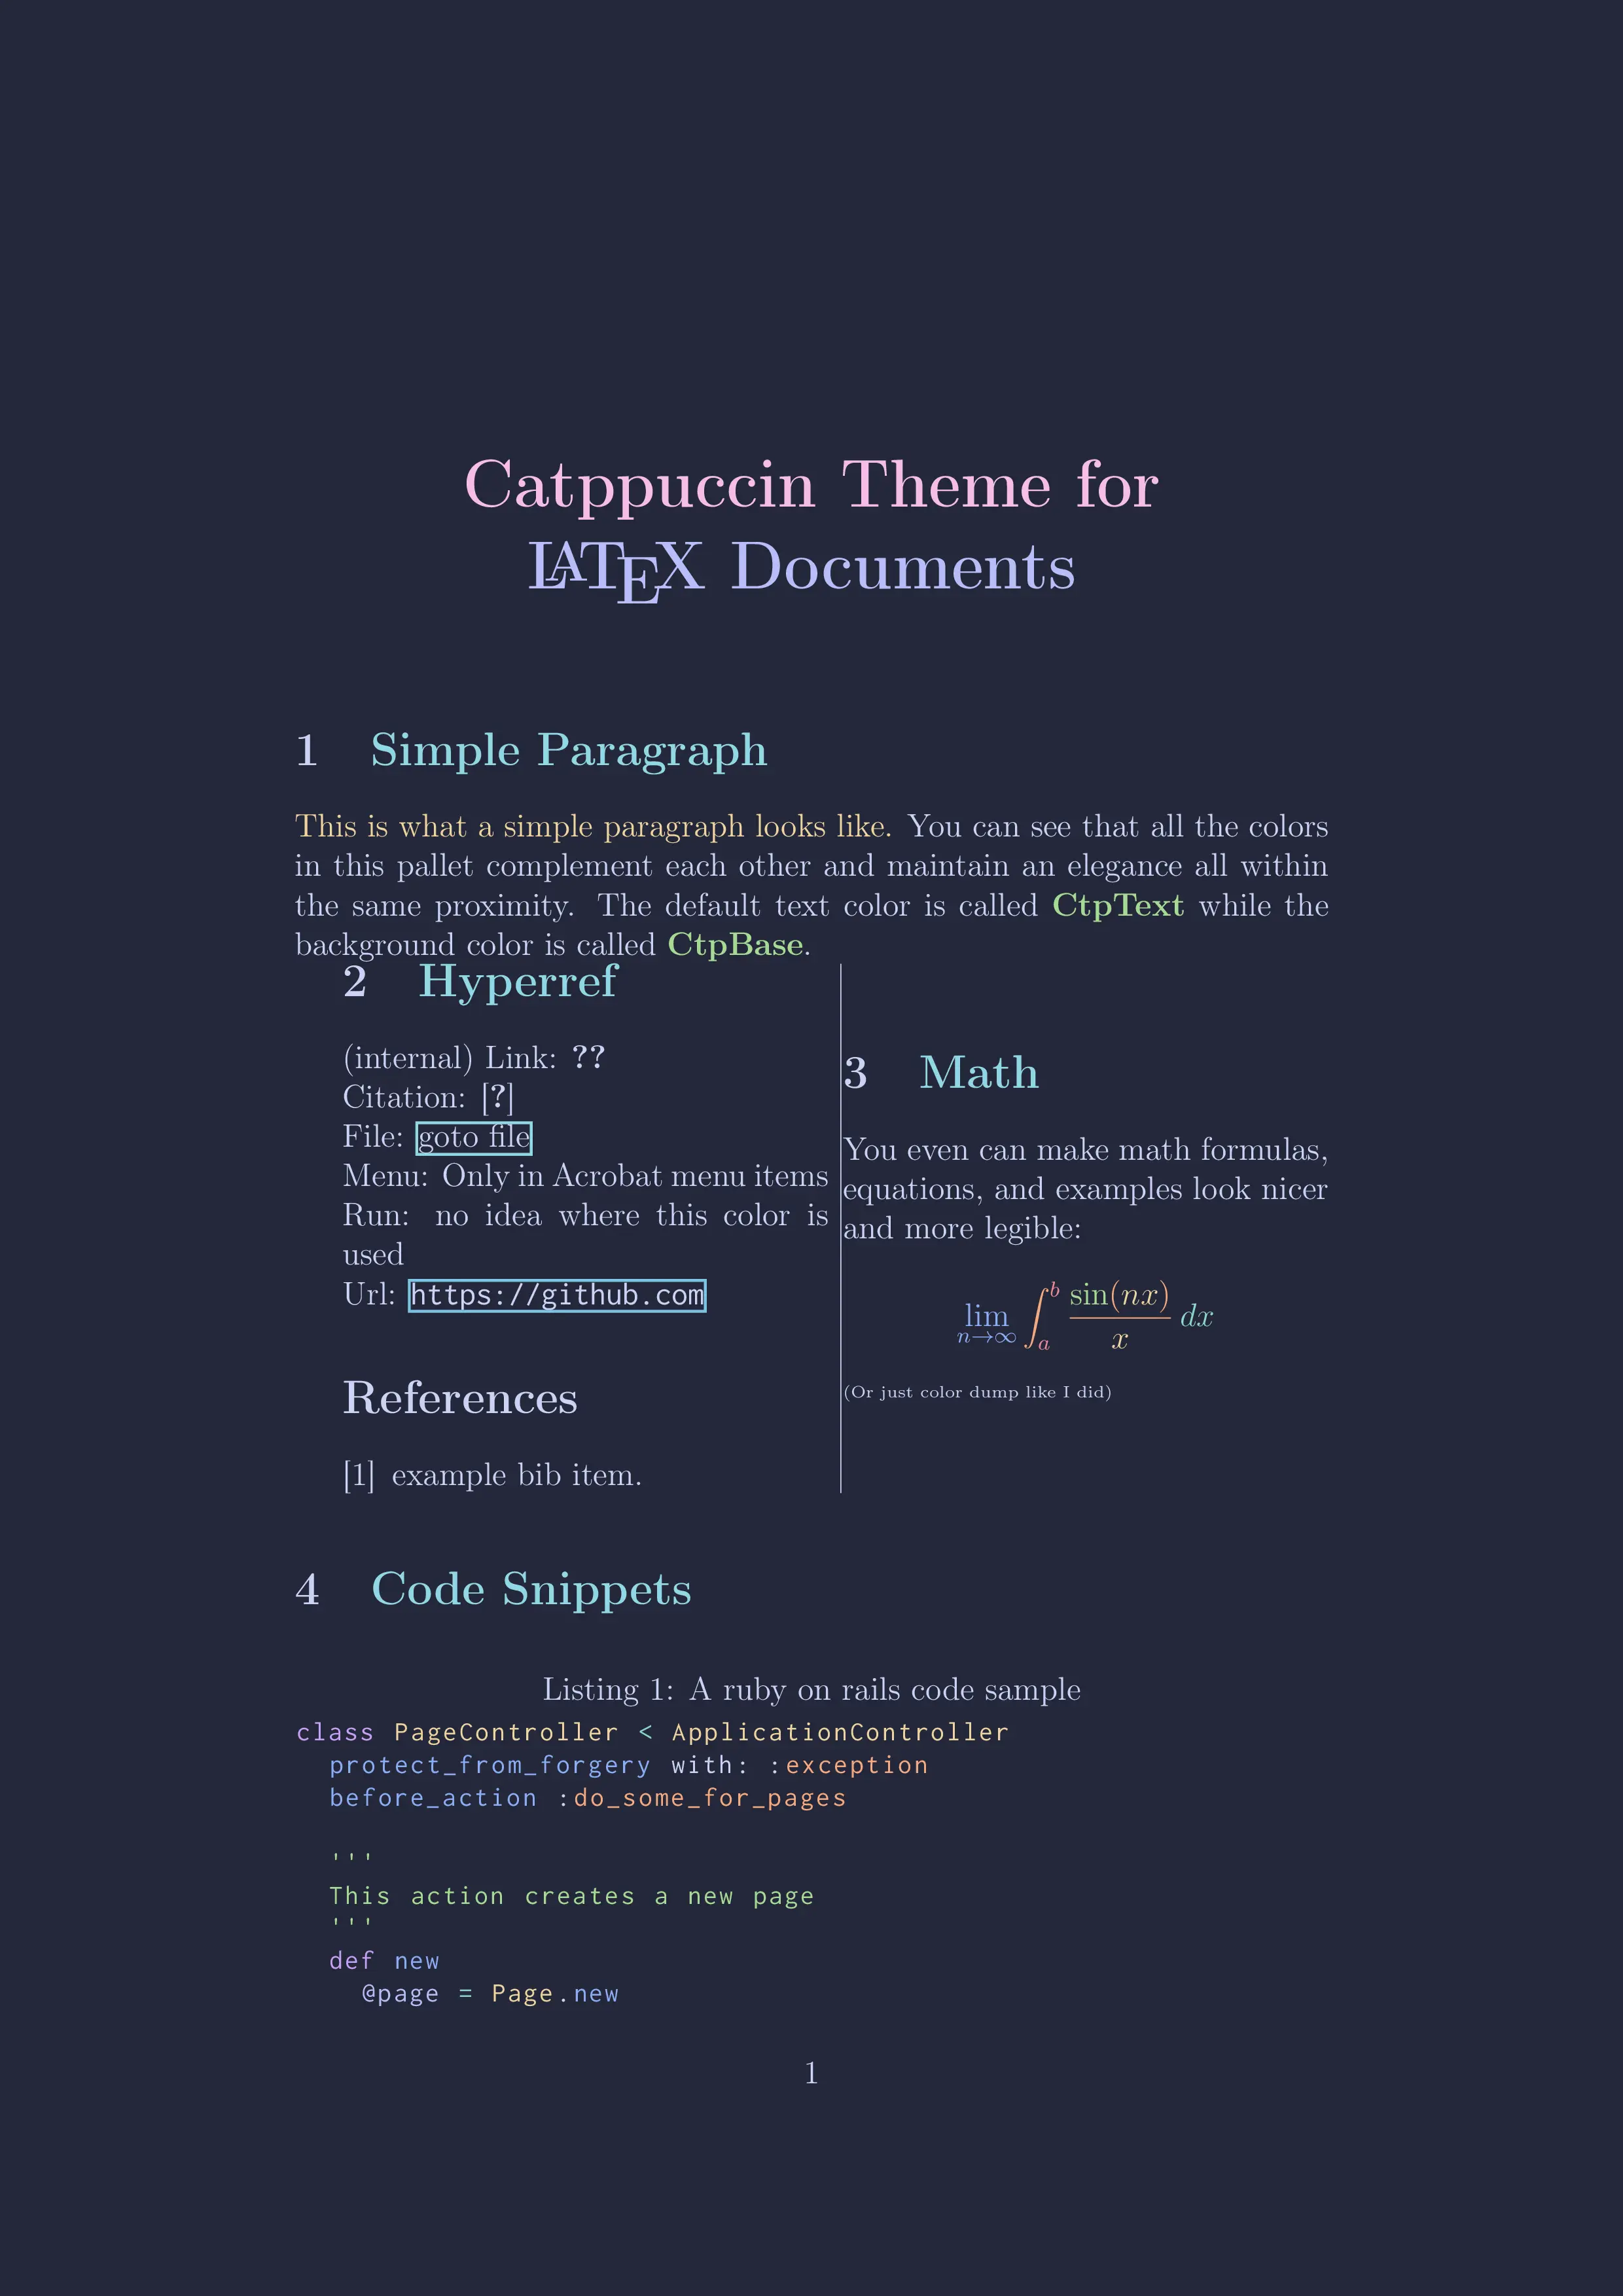 Catppuccin Theme for
LATEX Documents
1 Simple Paragraph
This is what a simple paragraph looks like. You can see that all the colors
in this pallet complement each other and maintain an elegance all within
the same proximity. The default text color is called CtpText while the
background color is called CtpBase.
2 Hyperref
(internal) Link: ??
Citation: [?]
File: goto file
Menu: Only in Acrobat menu items
Run: no idea where this color is
used
Url: https://github.com
References
[1] example bib item.
3 Math
You even can make math formulas,
equations, and examples look nicer
and more legible:
lim n→∞ ∫_a^b sin(nx)/x dx
(Or just color dump like I did)
4 Code Snippets
Listing 1: A ruby on rails code sample
class PageController < ApplicationController
  protect_from_forgery with: :exception
  before_action :do_some_for_pages
  '''
  This action creates a new page
  '''
  def new
    @page = Page.new
1